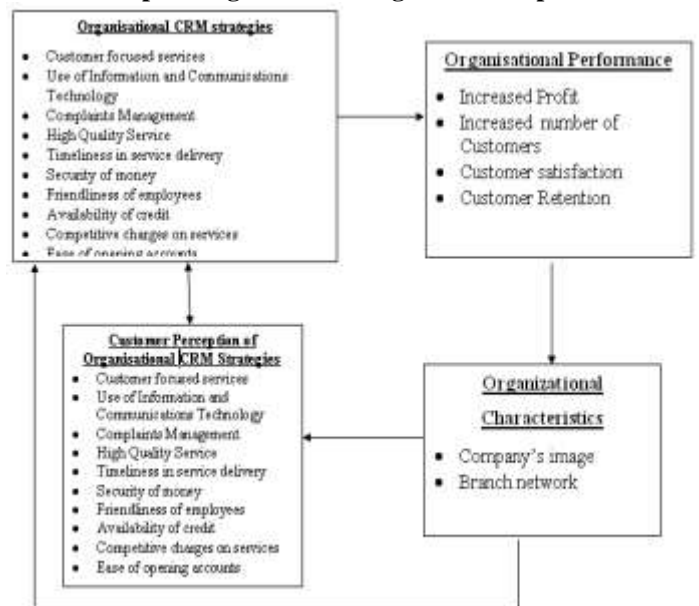 Organisational CRM strategies
• Customer focused services
• Use of Information and Communications
Technology
• Complaints Management
• High Quality Service
• Timeliness in service delivery
• Security of money
• Friendliness of employees
• Availability of credit
• Competitive charges on services
• Ease of opening accounts
Organisational Performance
• Increased Profit
• Increased number of
Customers
• Customer satisfaction
• Customer Retention
Customer Perception of
Organisational CRM Strategies
• Customer focused services
• Use of Information and
Communications Technology
• Complaints Management
• High Quality Service
• Timeliness in service delivery
• Security of money
• Friendliness of employees
• Availability of credit
• Competitive charges on services
• Ease of opening accounts
Organizational
Characteristics
• Company's image
• Branch network